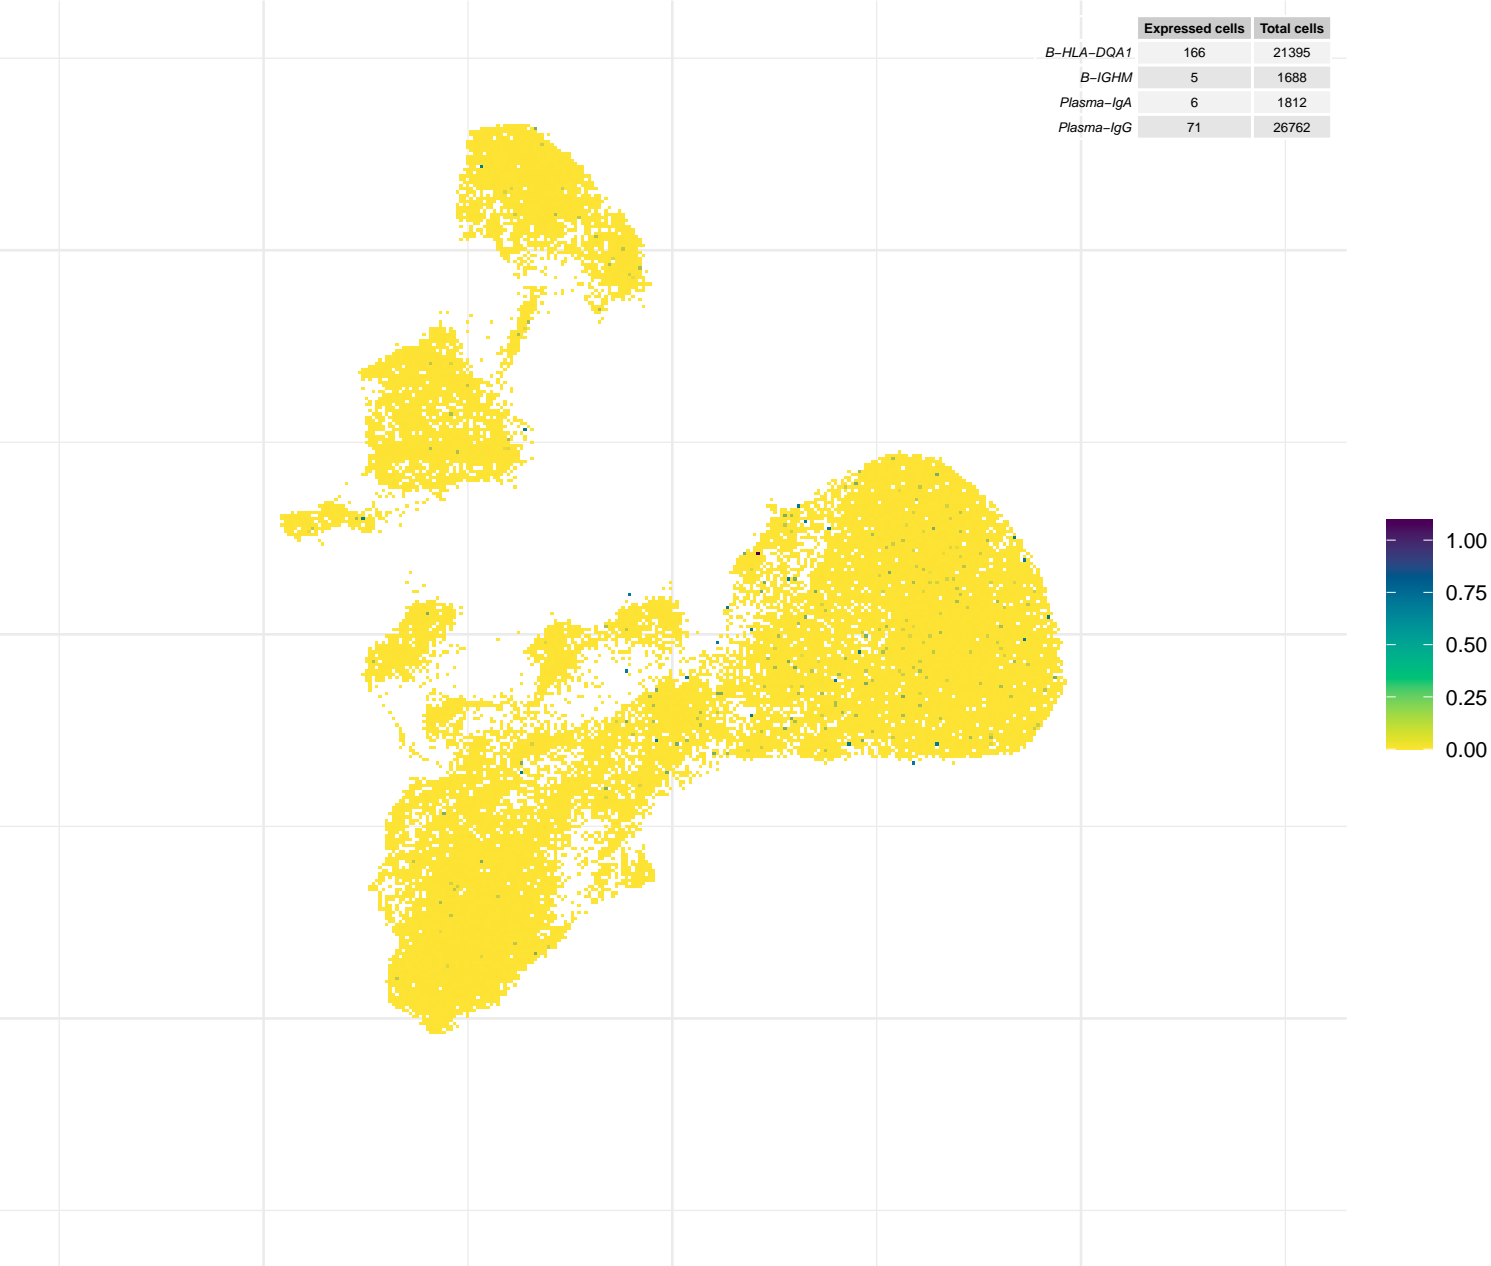 Expressed cells Total cells
B−HLA−DQA1 166 21395
B−IGHM 5 1688
Plasma−IgA 6 1812
Plasma−IgG 71 26762
1.00
0.75
0.50
0.25
0.00